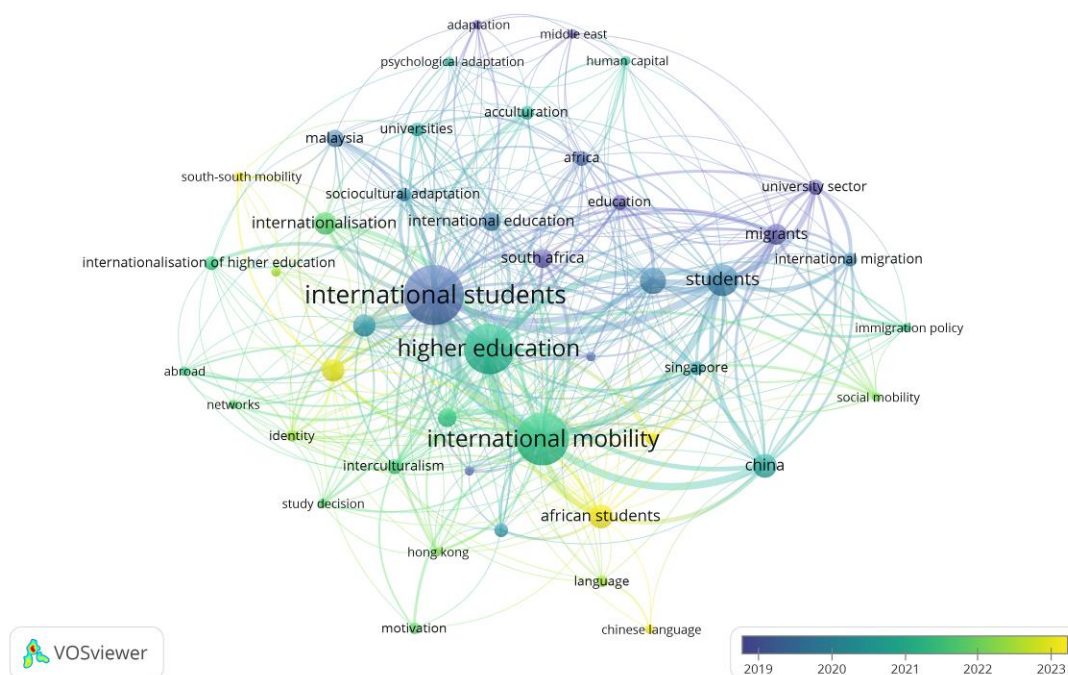 adaptation
middle east
psychological adaptation
human capital
acculturation
universities
malaysia
africa
south-south mobility
sociocultural adaptation
university sector
education
internationalisation
international education
migrants
south africa
internationalisation of higher education
international migration
students
international students
immigration policy
higher education
singapore
abroad
social mobility
networks
identity
international mobility
interculturalism
china
study decision
african students
hong kong
language
motivation
chinese language
VOSviewer
2019 2020 2021 2022 2023